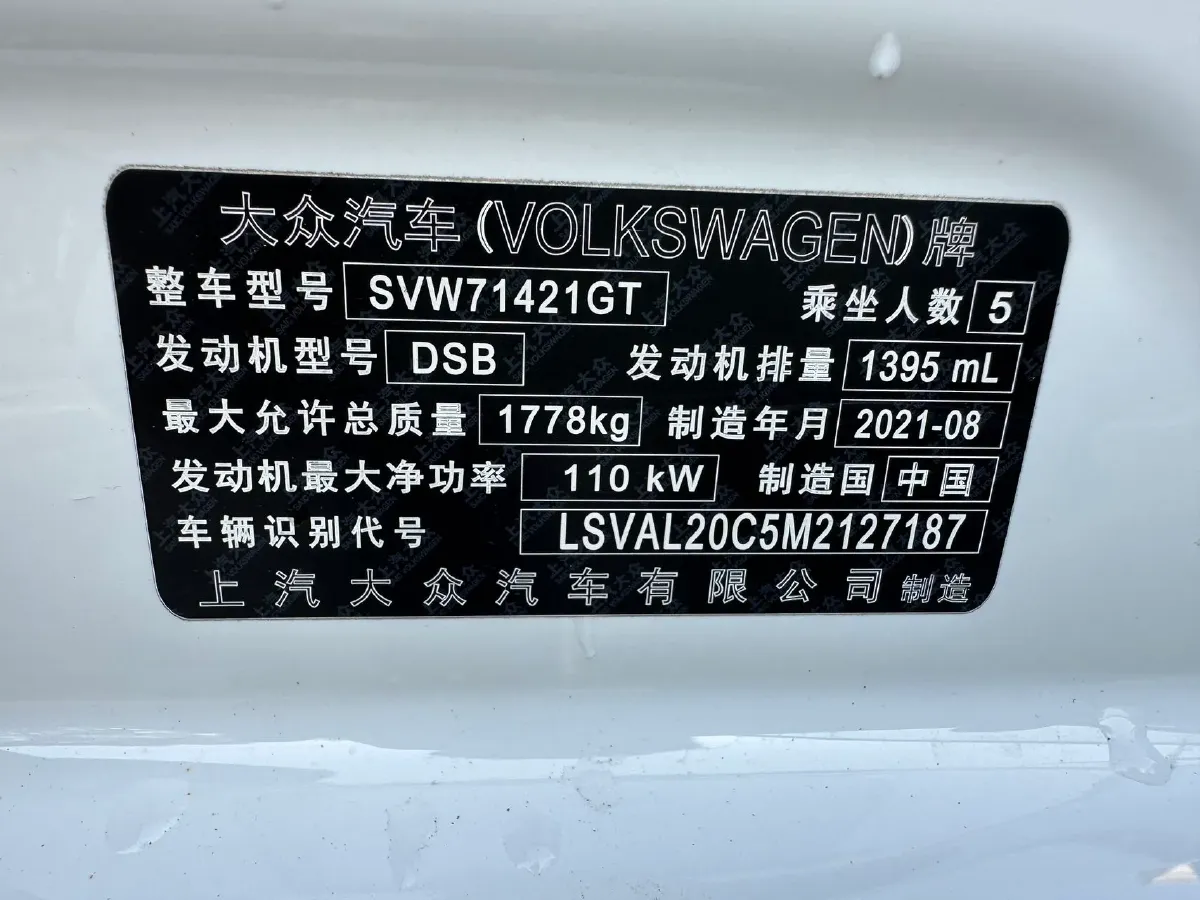 大众汽车(VOLKSWAGEN)牌
整车型号 SVW71421GT 乘坐人数 5
发动机型号 DSB 发动机排量 1395 mL
最大允许总质量 1778kg 制造年月 2021-08
发动机最大净功率 110 kW 制造国 中国
车辆识别代号 LSVAL20C5M2127187
上汽大众汽车有限公司 制造